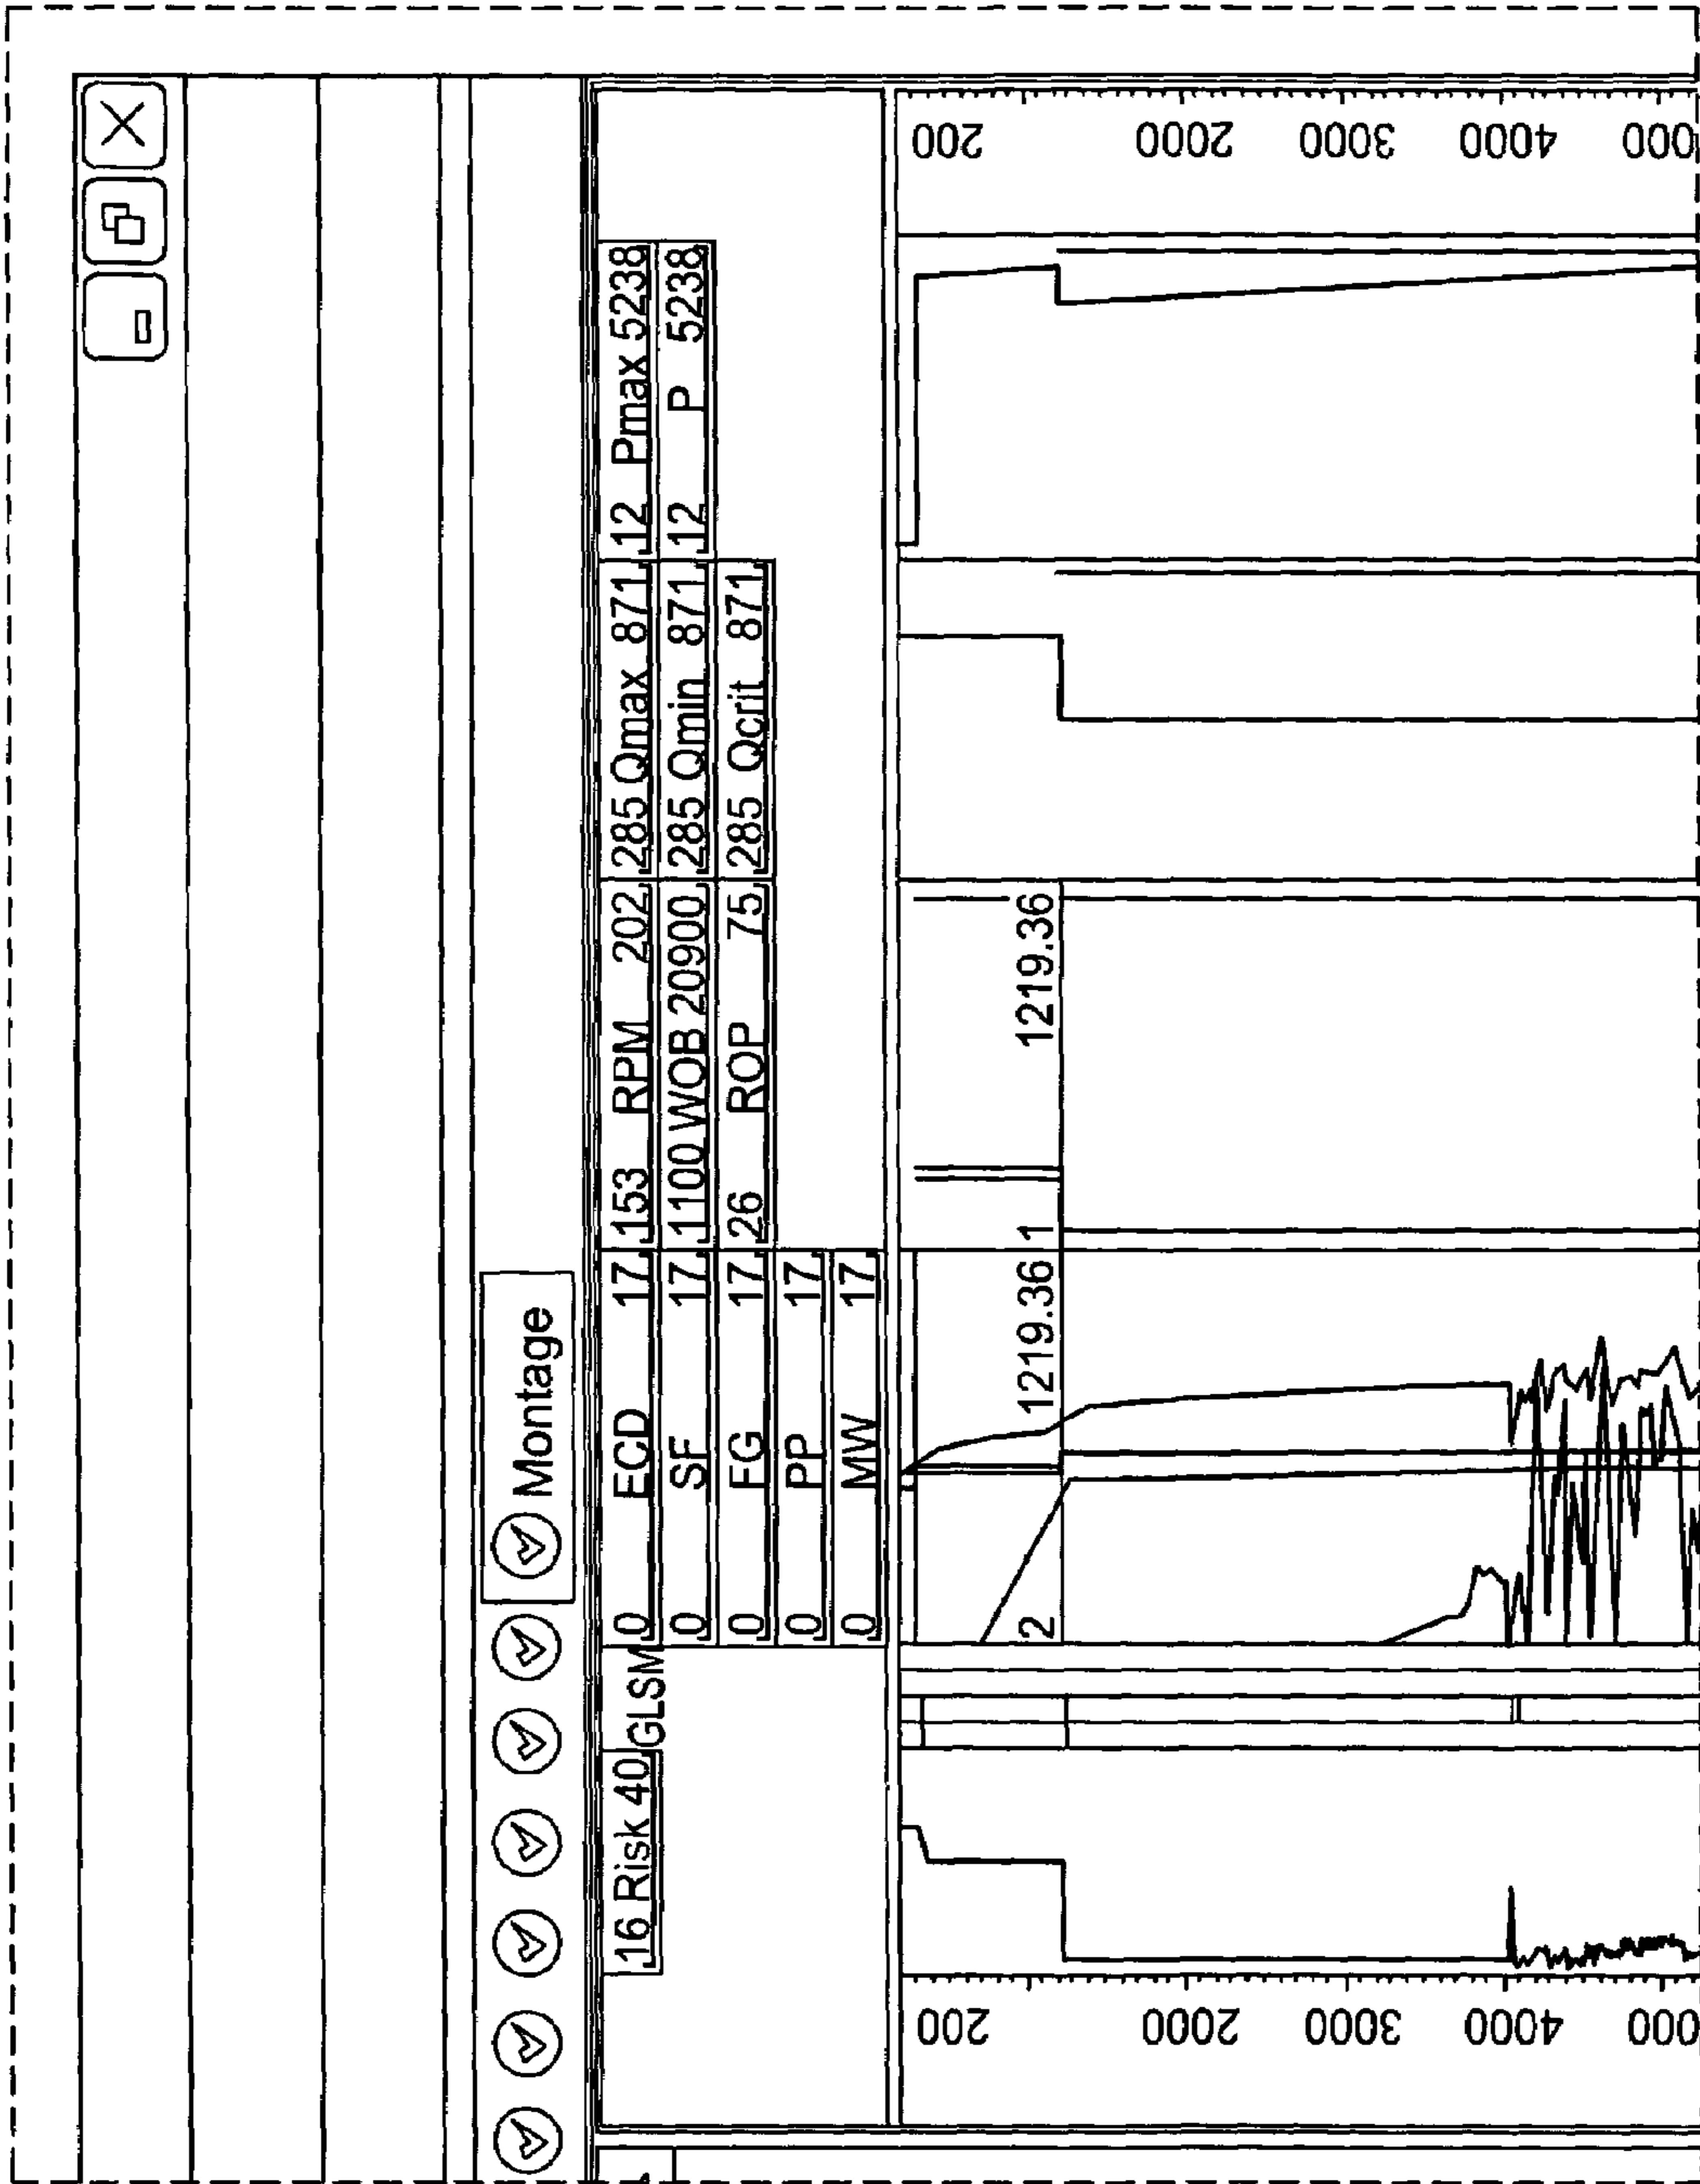 Montage
16 Risk 40 GLSM 0 ECD 17 153 RPM 202 285 Qmax 871 12 Pmax 5238
0 SF 17 1100 WOB 20900 285 Qmin 871 12 P 5238
0 FG 17 26 ROP 75 285 Qcrit 871
0 PP 17
0 MW 17
200 200
2 1219.36 1 1219.36
2000 2000
3000 3000
4000 4000
000 000